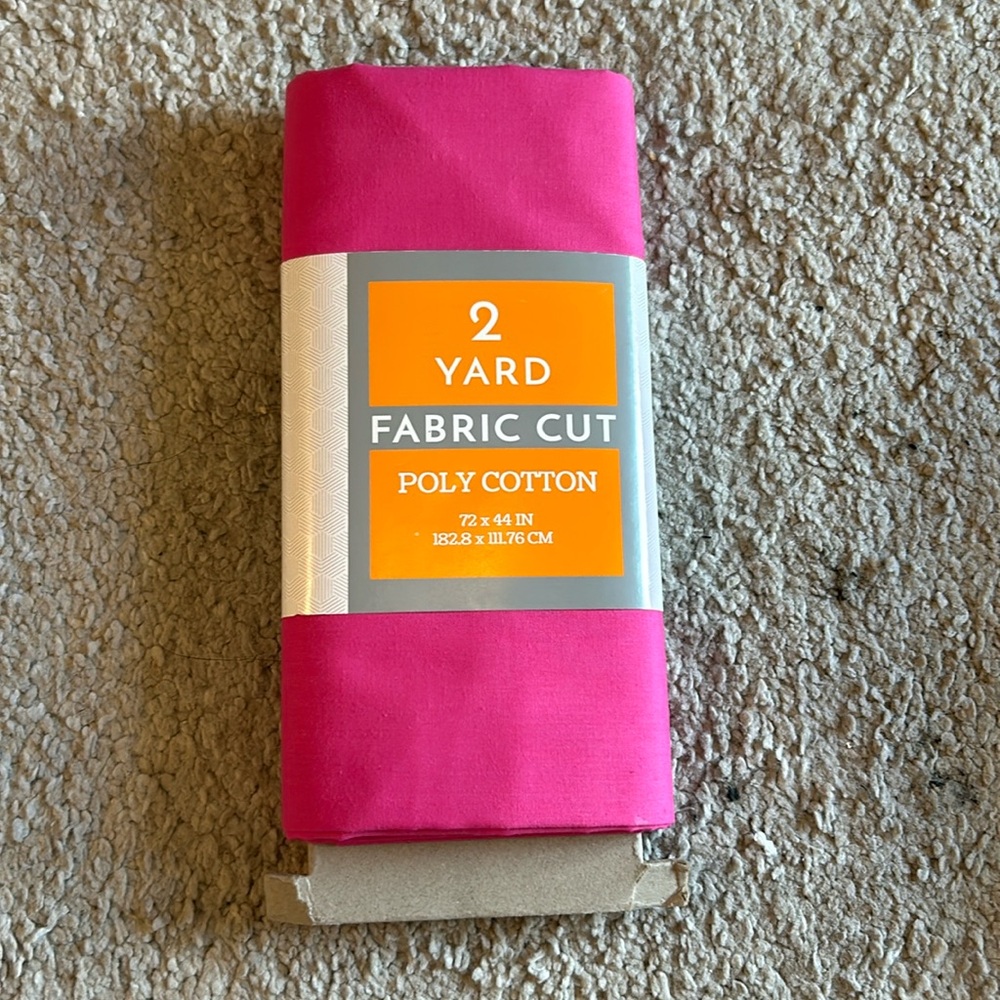 2
YARD
FABRIC CUT
POLY COTTON
72 x 44 IN
182.8 x 111.76 CM